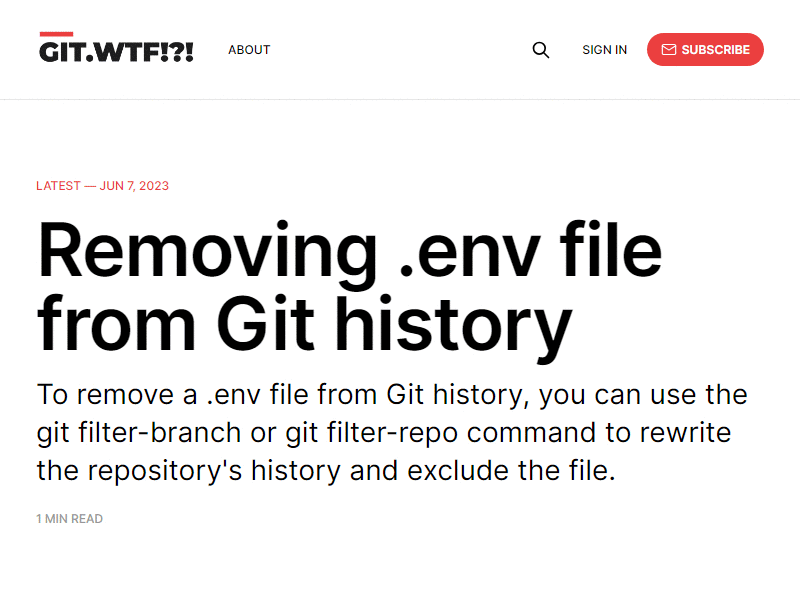 GIT.WTF!?!
ABOUT
SIGN IN
SUBSCRIBE
LATEST — JUN 7, 2023
Removing .env file
from Git history
To remove a .env file from Git history, you can use the
git filter-branch or git filter-repo command to rewrite
the repository's history and exclude the file.
1 MIN READ